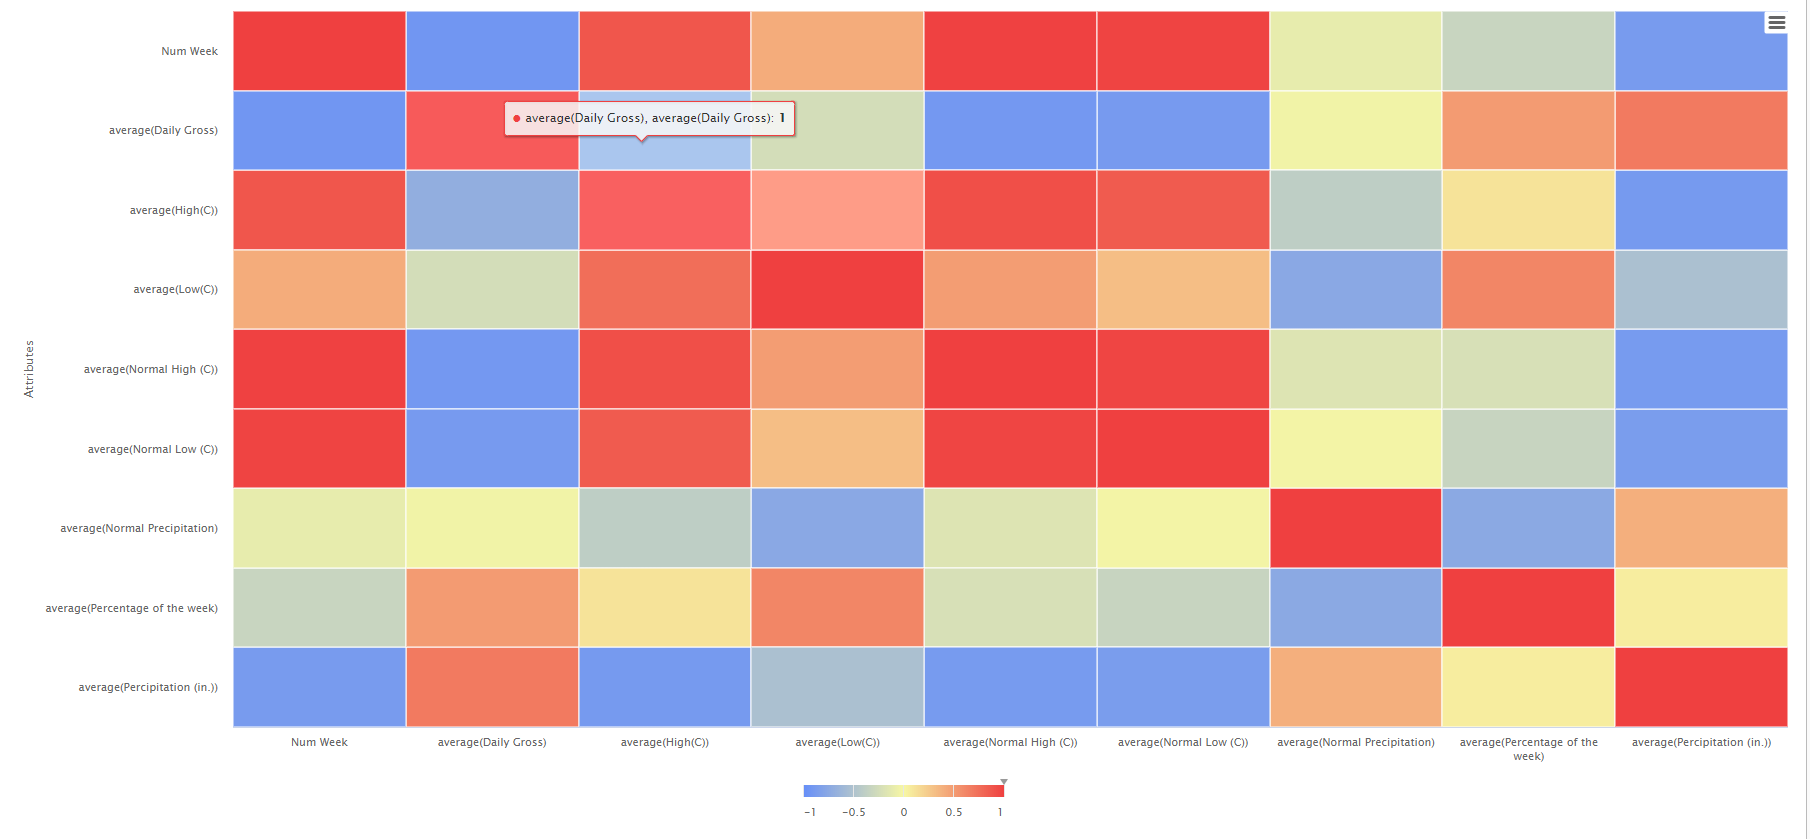 Num Week
average(Daily Gross)
average(Daily Gross), average(Daily Gross): 1
average(High(C))
average(Low(C))
Attributes
average(Normal High (C))
average(Normal Low (C))
average(Normal Precipitation)
average(Percentage of the week)
average(Percipitation (in.))
Num Week
average(Daily Gross)
average(High(C))
average(Low(C))
average(Normal High (C))
average(Normal Low (C))
average(Normal Precipitation)
average(Percentage of the
week)
average(Percipitation (in.))
-1 -0.5 0 0.5 1